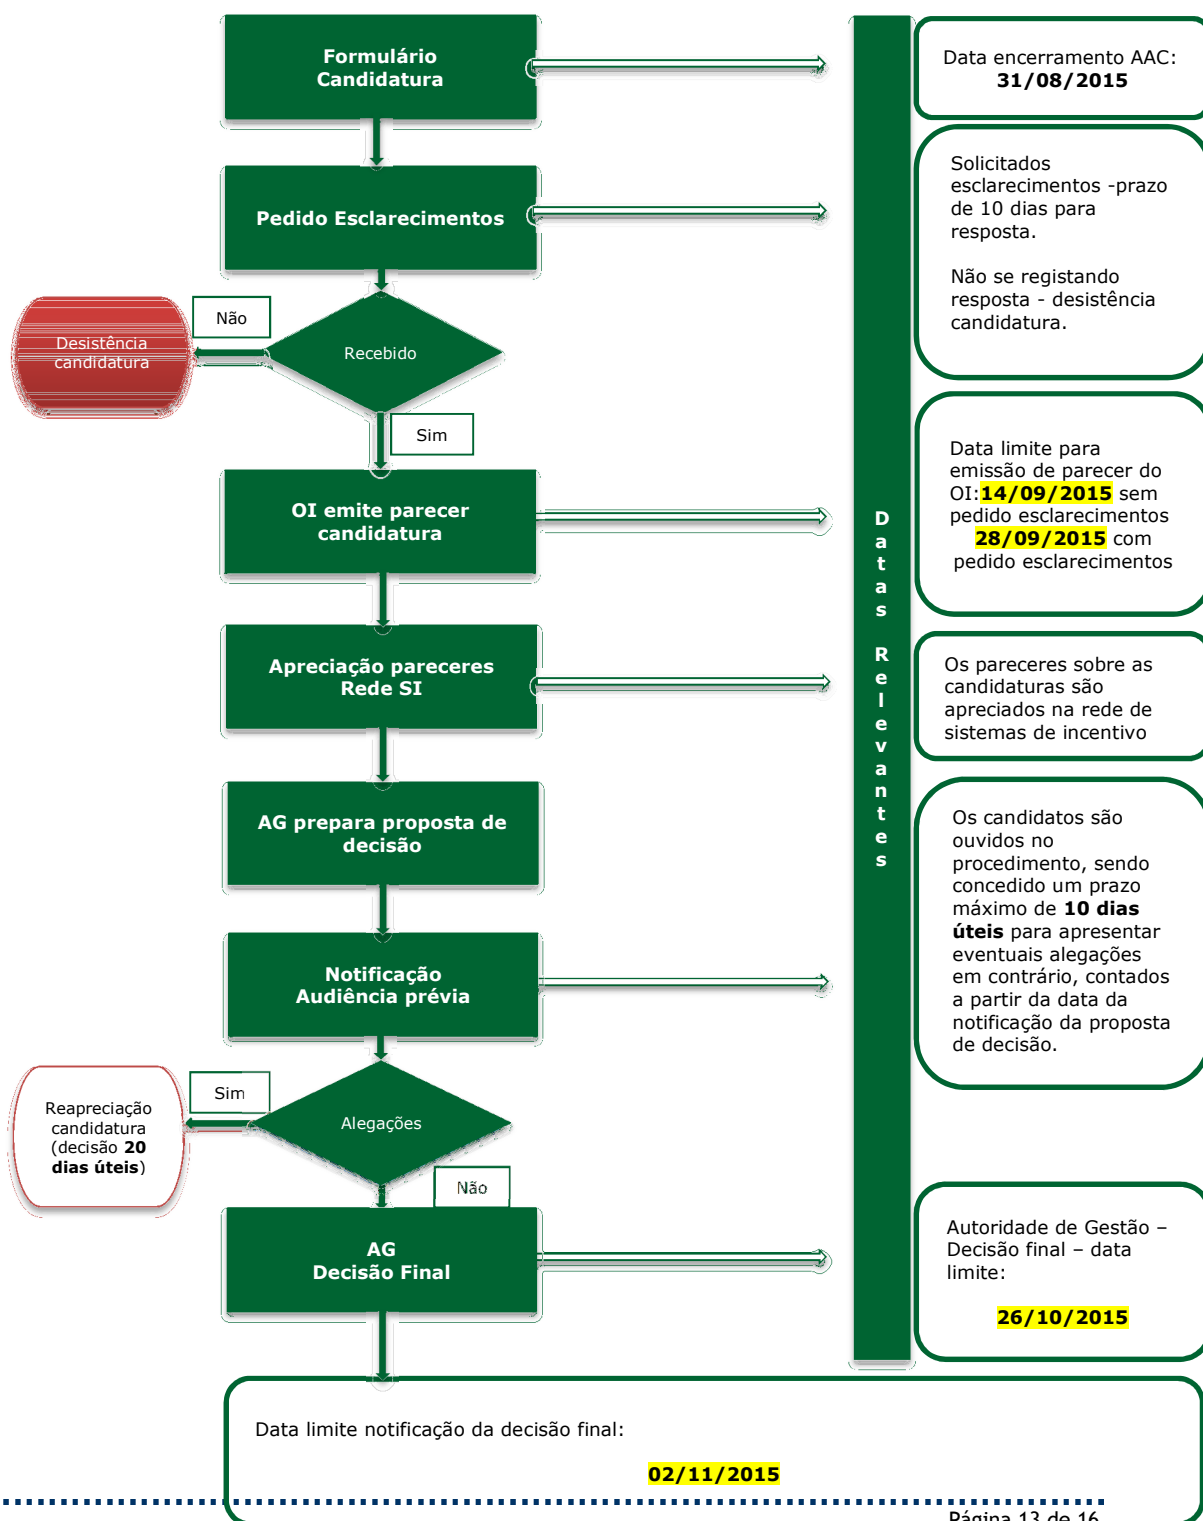 Formulário
Candidatura
Data encerramento AAC:
31/08/2015
Pedido Esclarecimentos
Solicitados
esclarecimentos -prazo
de 10 dias para
resposta.
Não se registando
resposta - desistência
candidatura.
Não
Desistência
candidatura
Recebido
Sim
OI emite parecer
candidatura
Data limite para
emissão de parecer do
OI:14/09/2015 sem
pedido esclarecimentos
28/09/2015 com
pedido esclarecimentos
Datas Relevantes
Apreciação pareceres
Rede SI
Os pareceres sobre as
candidaturas são
apreciados na rede de
sistemas de incentivo
AG prepara proposta de
decisão
Os candidatos são
ouvidos no
procedimento, sendo
concedido um prazo
máximo de 10 dias
úteis para apresentar
eventuais alegações
em contrário, contados
a partir da data da
notificação da proposta
de decisão.
Notificação
Audiência prévia
Sim
Reapreciação
candidatura
(decisão 20
dias úteis)
Alegações
Não
AG
Decisão Final
Autoridade de Gestão –
Decisão final – data
limite:
26/10/2015
Data limite notificação da decisão final:
02/11/2015
Página 13 de 16